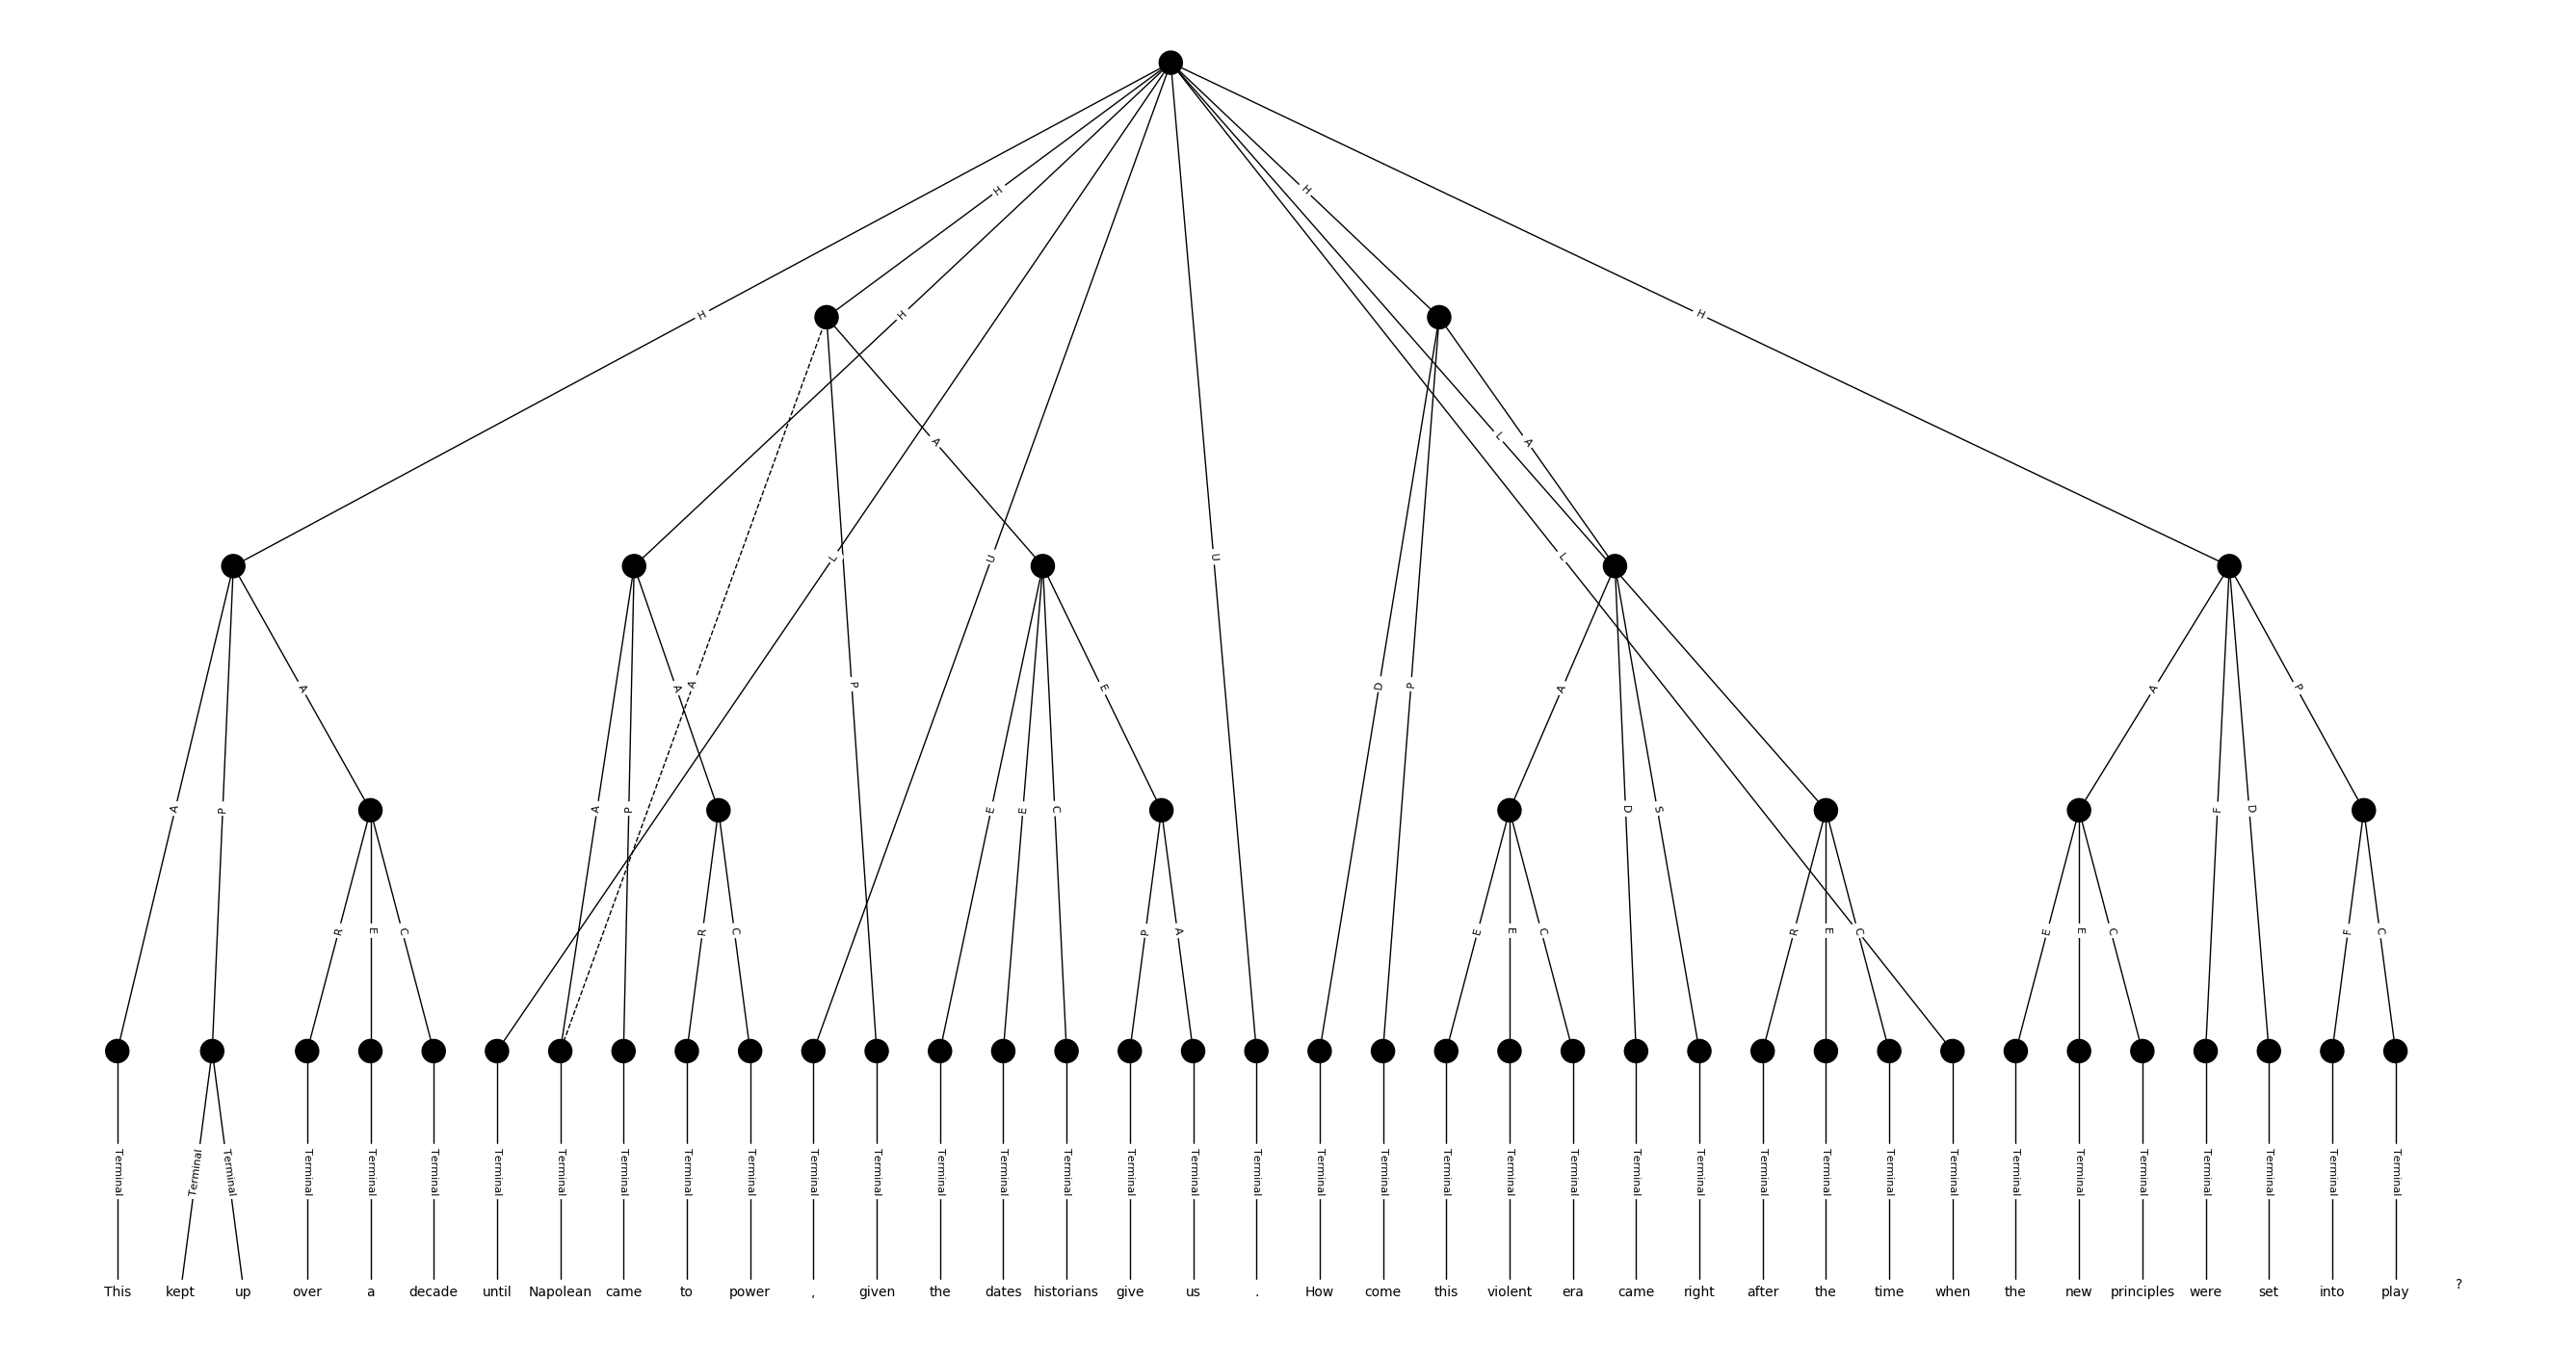 H H H H H
H A L A
L U U L
A A A P D P A P
A P A P E E C E D S F D
R E C R C P A E E C R E C E E C F C
Terminal Terminal Terminal Terminal Terminal Terminal Terminal Terminal Terminal Terminal Terminal Terminal Terminal Terminal Terminal Terminal Terminal Terminal Terminal Terminal Terminal Terminal Terminal Terminal Terminal Terminal Terminal Terminal Terminal Terminal Terminal Terminal Terminal Terminal Terminal Terminal Terminal
This kept up over a decade until Napolean came to power , given the dates historians give us . How come this violent era came right after the time when the new principles were set into play ?